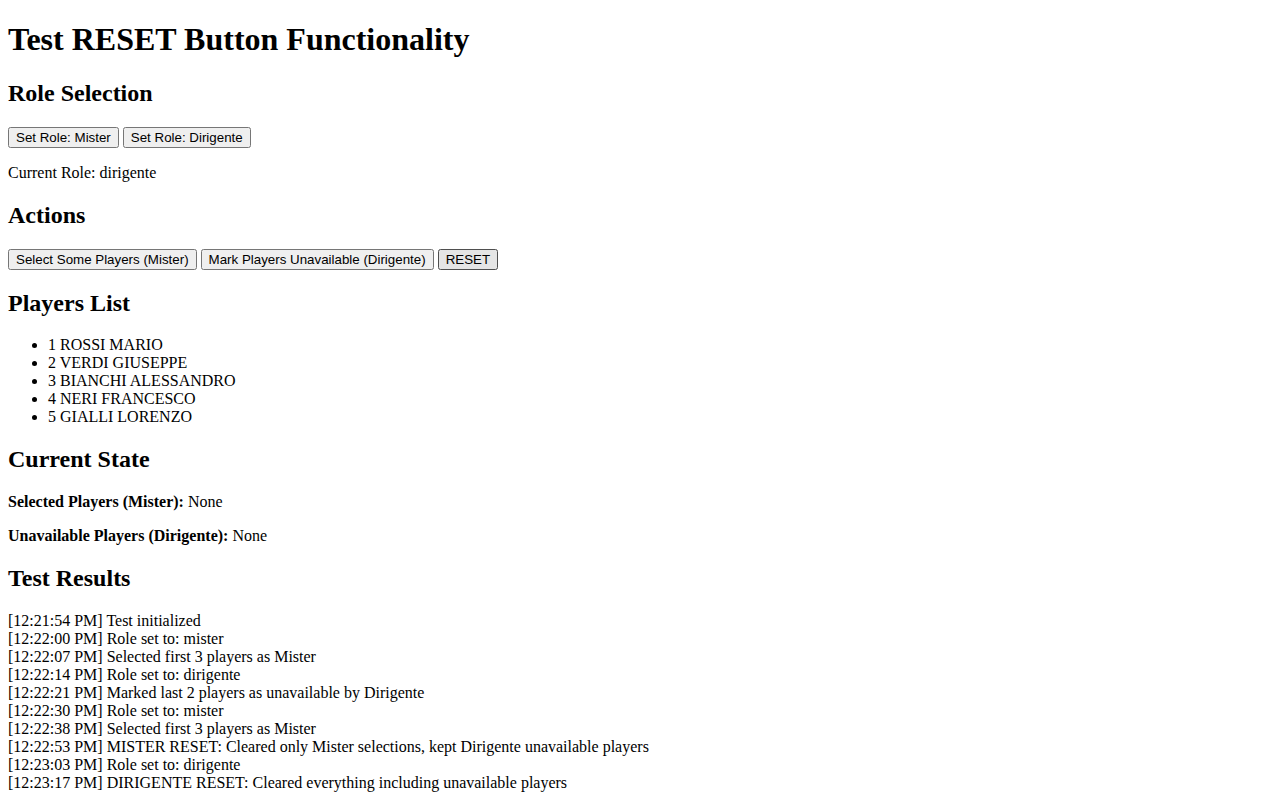 Test RESET Button Functionality
Role Selection
Set Role: Mister Set Role: Dirigente
Current Role: dirigente
Actions
Select Some Players (Mister) Mark Players Unavailable (Dirigente) RESET
Players List
• 1 ROSSI MARIO
• 2 VERDI GIUSEPPE
• 3 BIANCHI ALESSANDRO
• 4 NERI FRANCESCO
• 5 GIALLI LORENZO
Current State
Selected Players (Mister): None
Unavailable Players (Dirigente): None
Test Results
[12:21:54 PM] Test initialized
[12:22:00 PM] Role set to: mister
[12:22:07 PM] Selected first 3 players as Mister
[12:22:14 PM] Role set to: dirigente
[12:22:21 PM] Marked last 2 players as unavailable by Dirigente
[12:22:30 PM] Role set to: mister
[12:22:38 PM] Selected first 3 players as Mister
[12:22:53 PM] MISTER RESET: Cleared only Mister selections, kept Dirigente unavailable players
[12:23:03 PM] Role set to: dirigente
[12:23:17 PM] DIRIGENTE RESET: Cleared everything including unavailable players